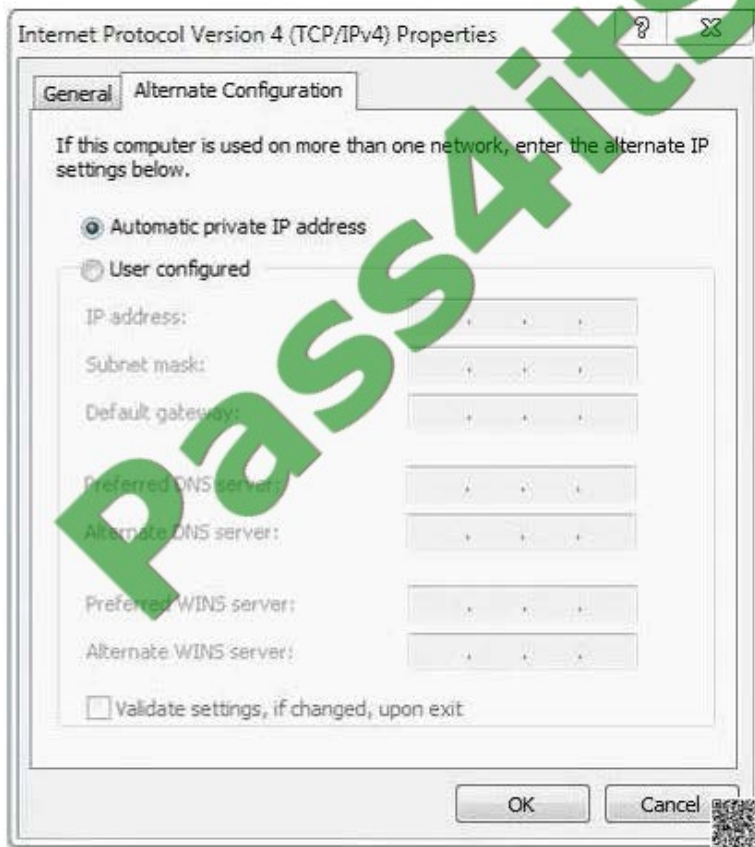 Internet Protocol Version 4 (TCP/IPv4) Properties
General
Alternate Configuration
If this computer is used on more than one network, enter the alternate IP
settings below.
Automatic private IP address
User configured
IP address:
Subnet mask:
Default gateway:
Preferred DNS server:
Alternate DNS server:
Preferred WINS server:
Alternate WINS server:
Validate settings, if changed, upon exit
OK
Cancel
Pass4its